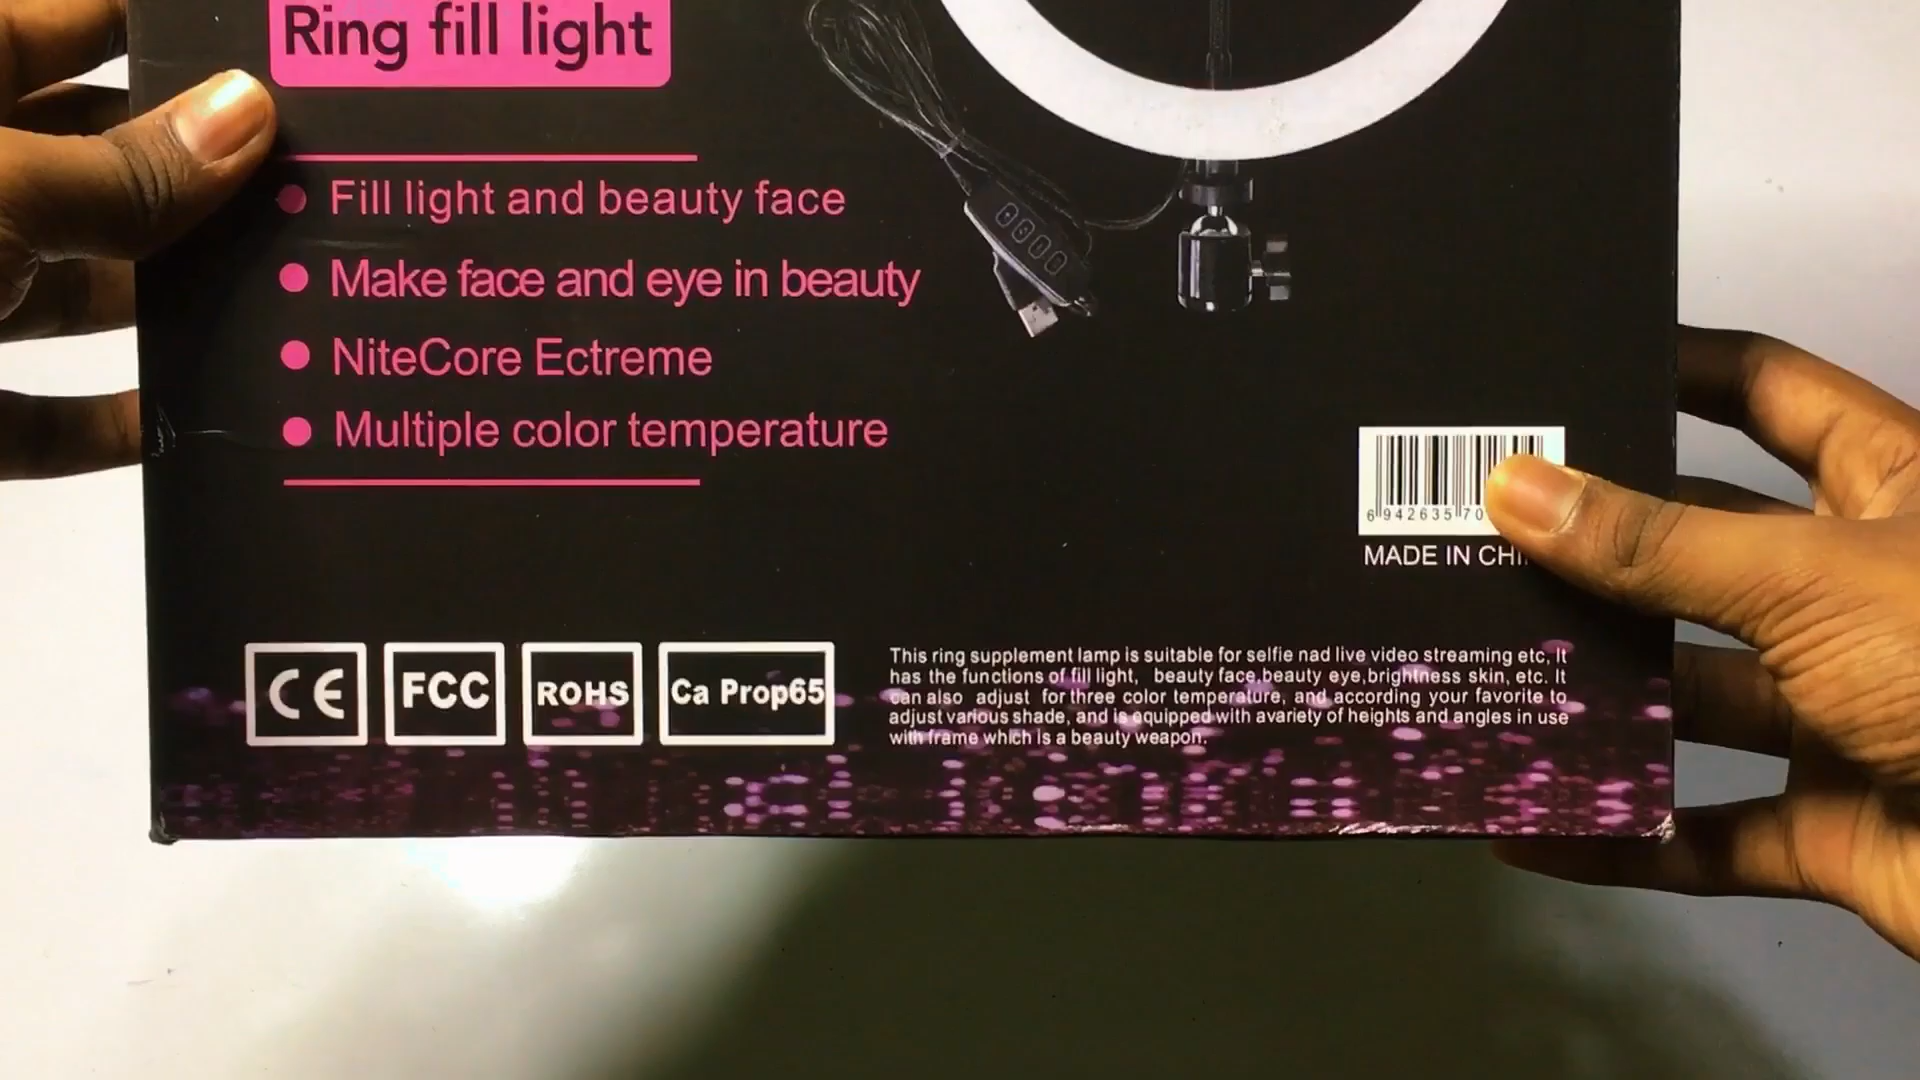 Ring fill light
Fill light and beauty face
Make face and eye in beauty
NiteCore Ectreme
Multiple color temperature
6 942635 70
MADE IN
CE
FCC
ROHS
Ca Prop65
This ring supplement lamp is suitable for selfie nad live video streaming etc, It
has the functions of fill light, beauty face,beauty eye,brightness skin, etc. It
can also adjust for three color temperature, and according your favorite to
adjust various shade, and is equipped with avariety of heights and angles in use
with frame which is a beauty weapon.